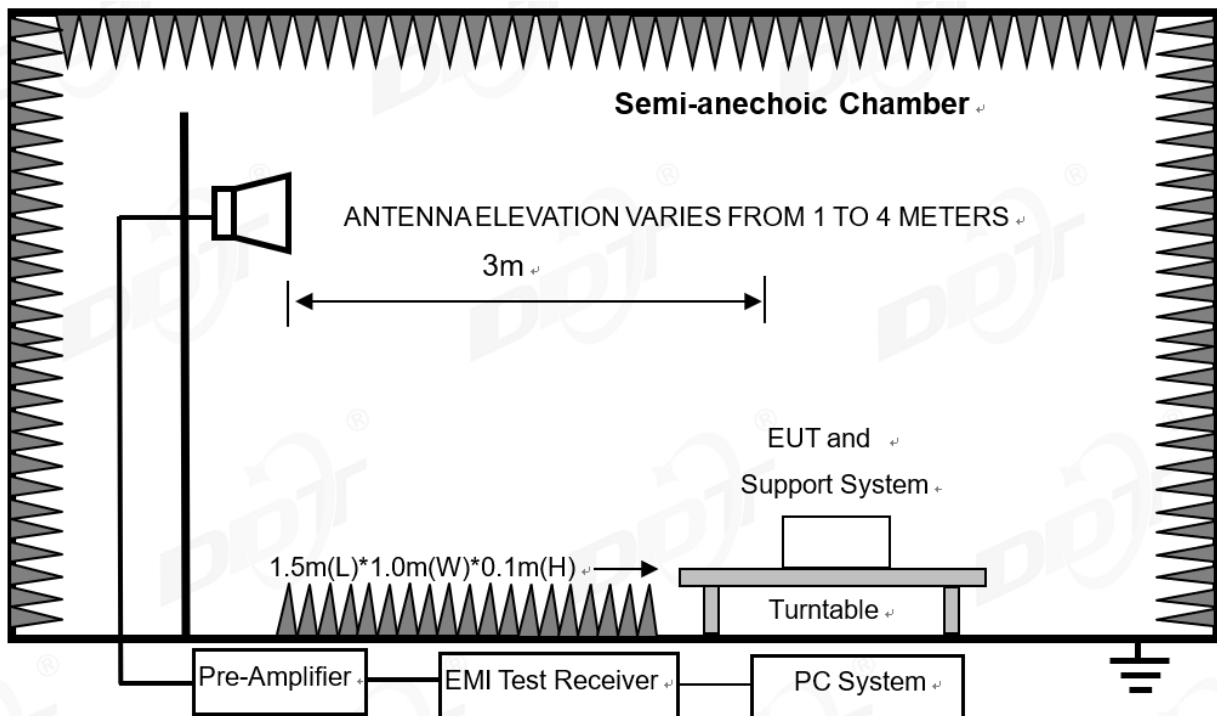 Semi-anechoic Chamber
ANTENNA ELEVATION VARIES FROM 1 TO 4 METERS
3m
EUT and
Support System
1.5m(L)*1.0m(W)*0.1m(H)
Turntable
Pre-Amplifier
EMI Test Receiver
PC System
DDT
®